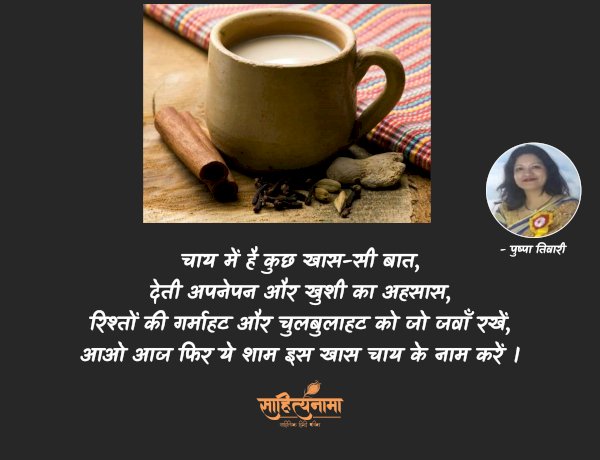 - पुष्पा तिवारी
चाय में है कुछ खास-सी बात,
देती अपनेपन और खुशी का अहसास,
रिश्तों की गर्माहट और चुलबुलाहट को जो जवाँ रखें,
आओ आज फिर ये शाम इस खास चाय के नाम करें ।
साहित्यनामा